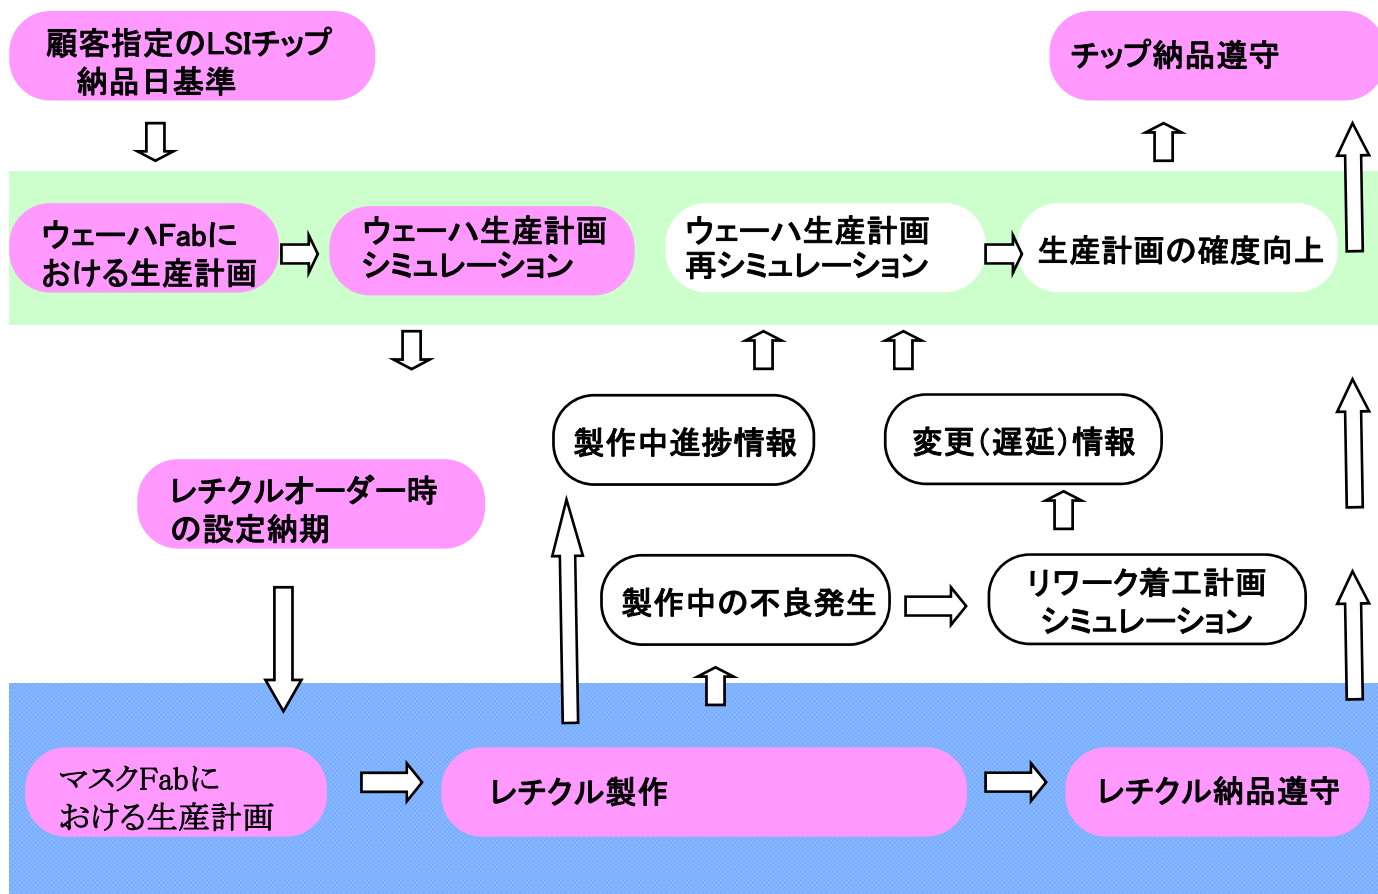 顧客指定のLSIチップ
納品日基準
チップ納品遵守
ウェーハFabに
おける生産計画
ウェーハ生産計画
シミュレーション
ウェーハ生産計画
再シミュレーション
生産計画の確度向上
製作中進捗情報
変更(遅延)情報
レチクルオーダー時
の設定納期
製作中の不良発生
リワーク着工計画
シミュレーション
マスクFabに
おける生産計画
レチクル製作
レチクル納品遵守